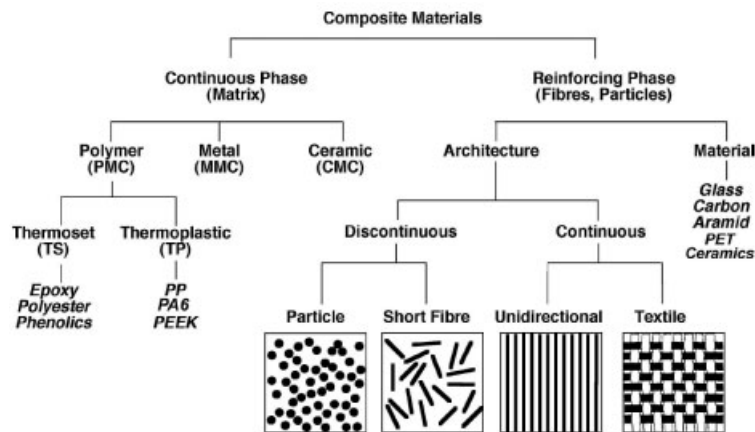 Composite Materials
Continuous Phase
(Matrix)
Reinforcing Phase
(Fibres, Particles)
Polymer
(PMC)
Metal
(MMC)
Ceramic
(CMC)
Architecture
Material
Glass
Carbon
Aramid
PET
Ceramics
Thermoset
(TS)
Thermoplastic
(TP)
Discontinuous
Continuous
Epoxy
Polyester
Phenolics
PP
PA6
PEEK
Particle
Short Fibre
Unidirectional
Textile